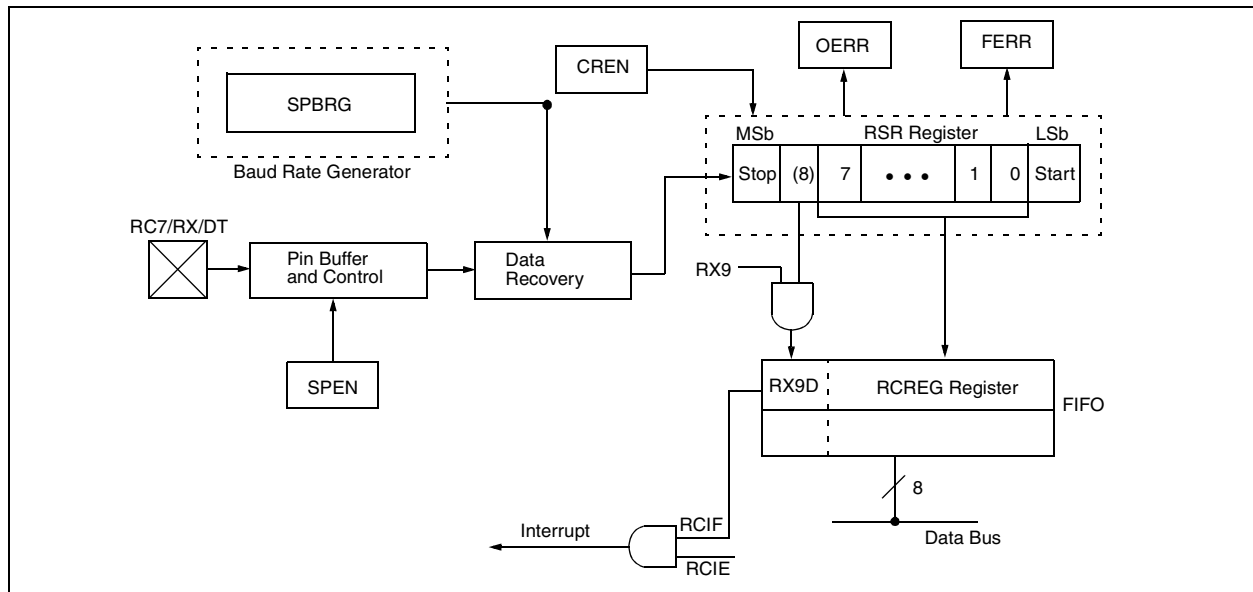 OERR
FERR
CREN
SPBRG
MSb
RSR Register
LSb
Stop
(8)
7
• • •
1
0
Start
Baud Rate Generator
RC7/RX/DT
Pin Buffer
and Control
Data
Recovery
RX9
SPEN
RX9D
RCREG Register
FIFO
8
Interrupt
RCIF
RCIE
Data Bus